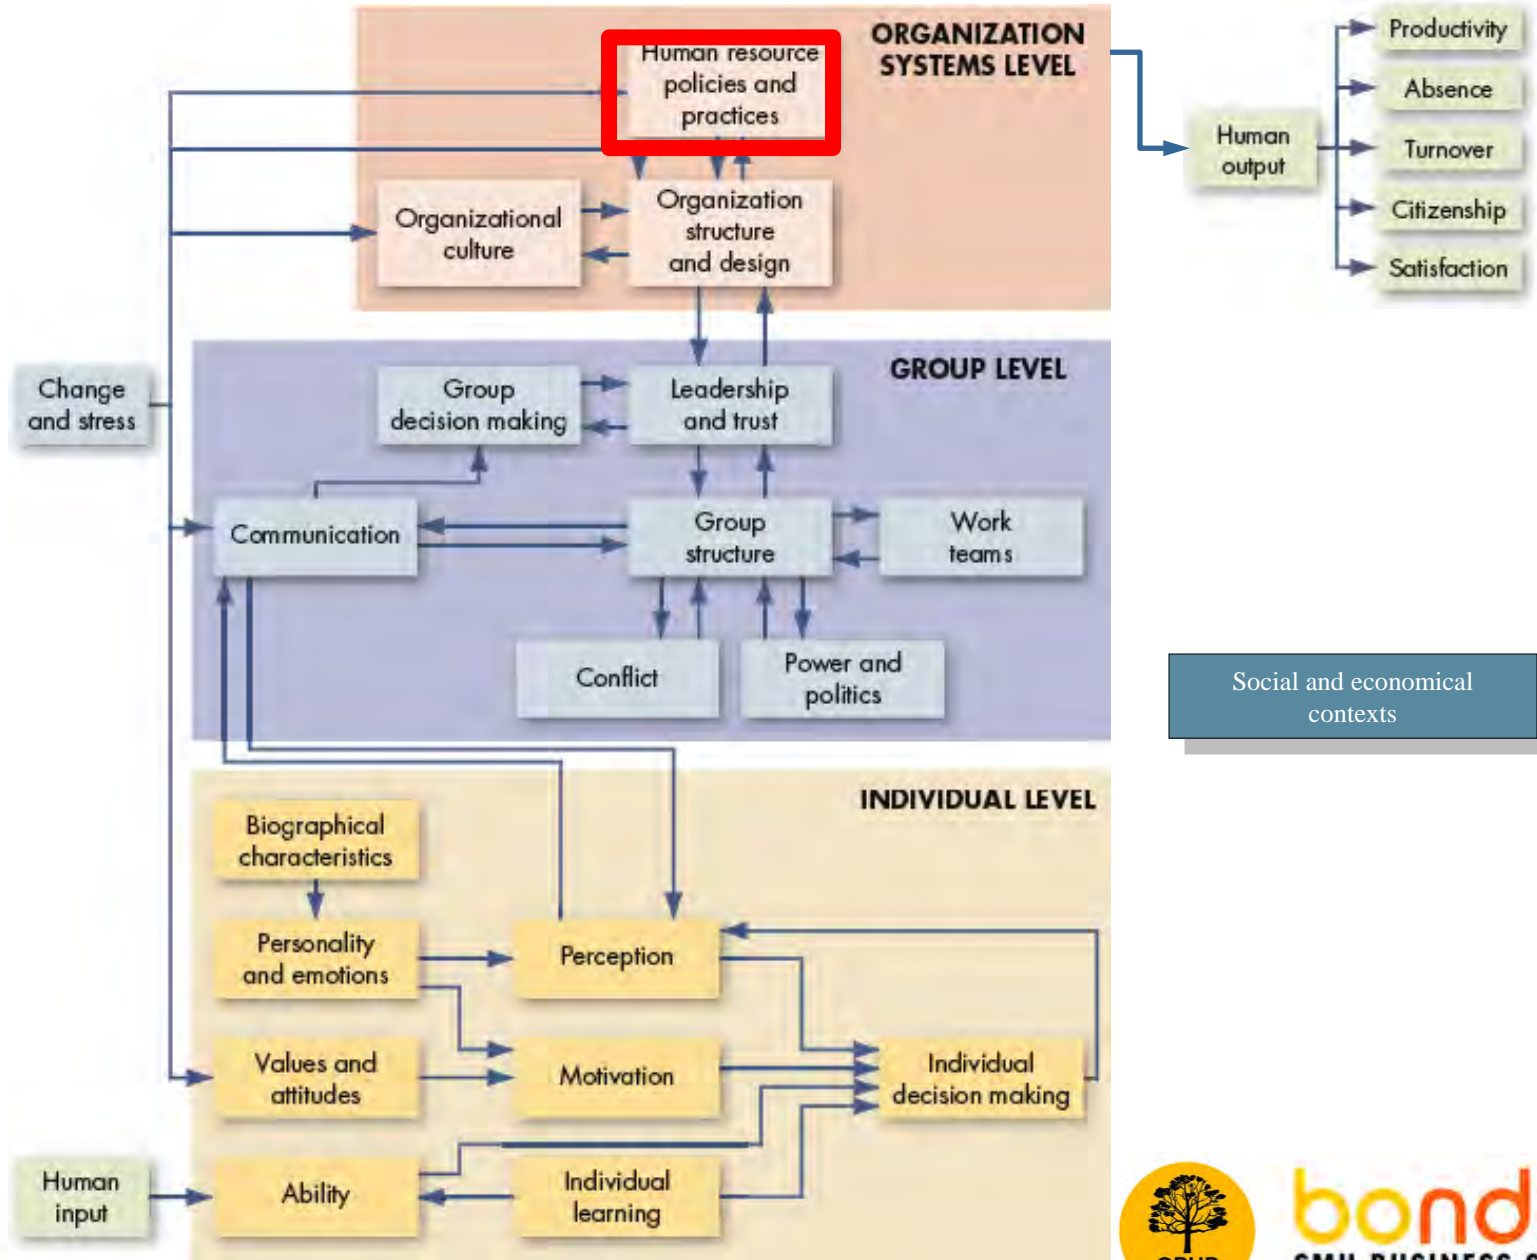 ORGANIZATION
SYSTEMS LEVEL
Human resource
policies and
practices
Organizational
culture
Organization
structure
and design
Human
output
Productivity
Absence
Turnover
Citizenship
Satisfaction
GROUP LEVEL
Change
and stress
Group
decision making
Leadership
and trust
Communication
Group
structure
Work
teams
Conflict
Power and
politics
Social and economical
contexts
INDIVIDUAL LEVEL
Biographical
characteristics
Personality
and emotions
Perception
Values and
attitudes
Motivation
Individual
decision making
Human
input
Ability
Individual
learning
bond